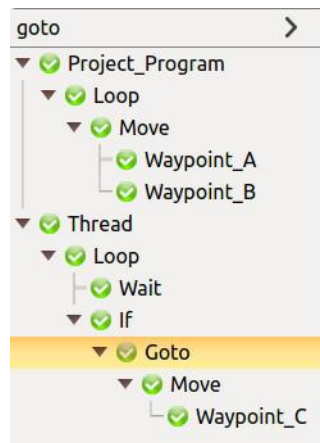 goto
Project_Program
Loop
Move
Waypoint_A
Waypoint_B
Thread
Loop
Wait
If
Goto
Move
Waypoint_C